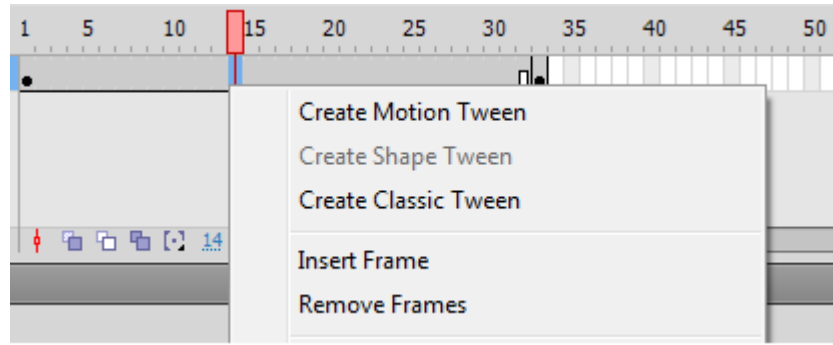 1 5 10 15 20 25 30 35 40 45 50
Create Motion Tween
Create Shape Tween
Create Classic Tween
14
Insert Frame
Remove Frames